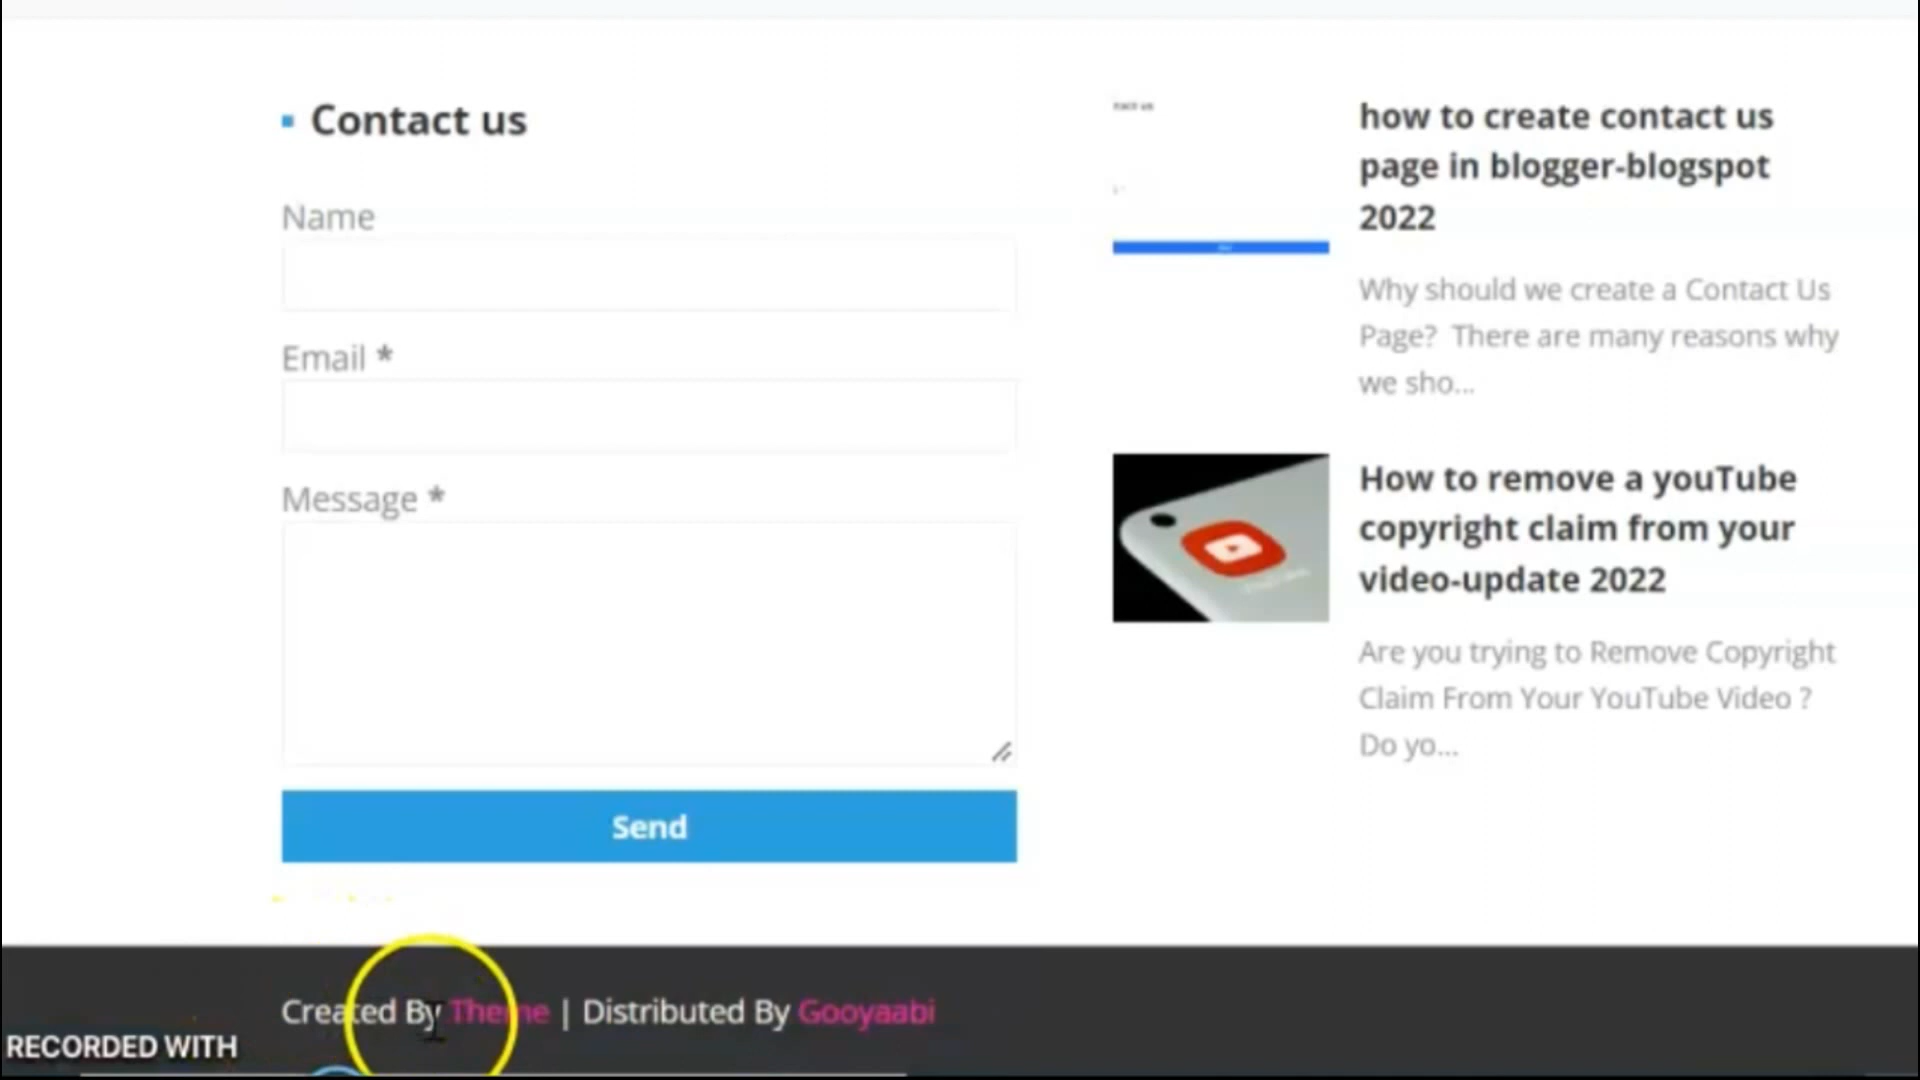 Contact us
Name
Email *
Message *
Send
how to create contact us
page in blogger-blogspot
2022
Why should we create a Contact Us
Page? There are many reasons why
we sho...
How to remove a youTube
copyright claim from your
video-update 2022
Are you trying to Remove Copyright
Claim From Your YouTube Video ?
Do yo...
Created By Theme | Distributed By Gooyaabi
RECORDED WITH